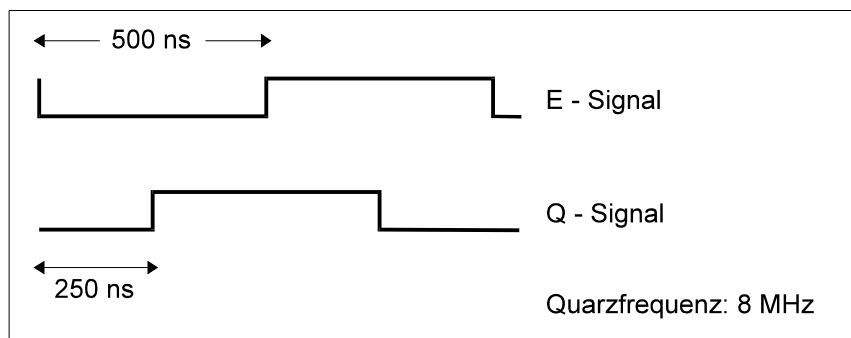 500 ns
E - Signal
Q - Signal
250 ns
Quarzfrequenz: 8 MHz